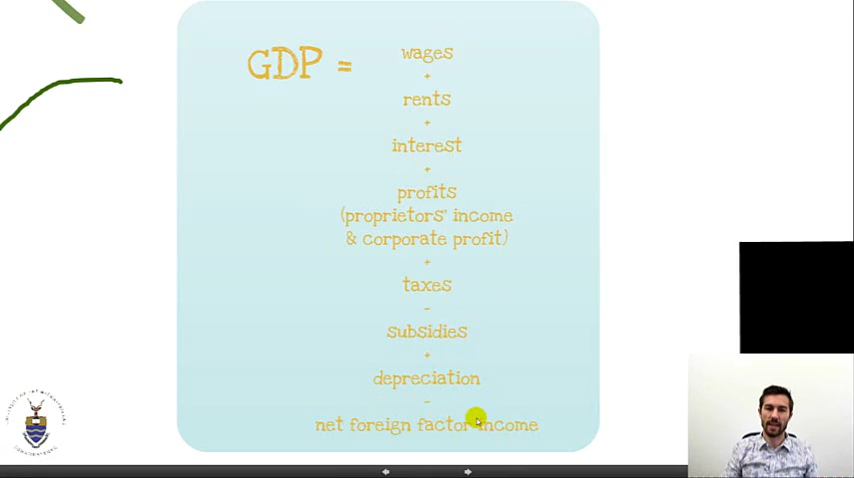 GDP =
wages
+
rents
+
interest
+
profits
(proprietors' income
& corporate profit)
+
taxes
-
subsidies
+
depreciation
-
net foreign factor income